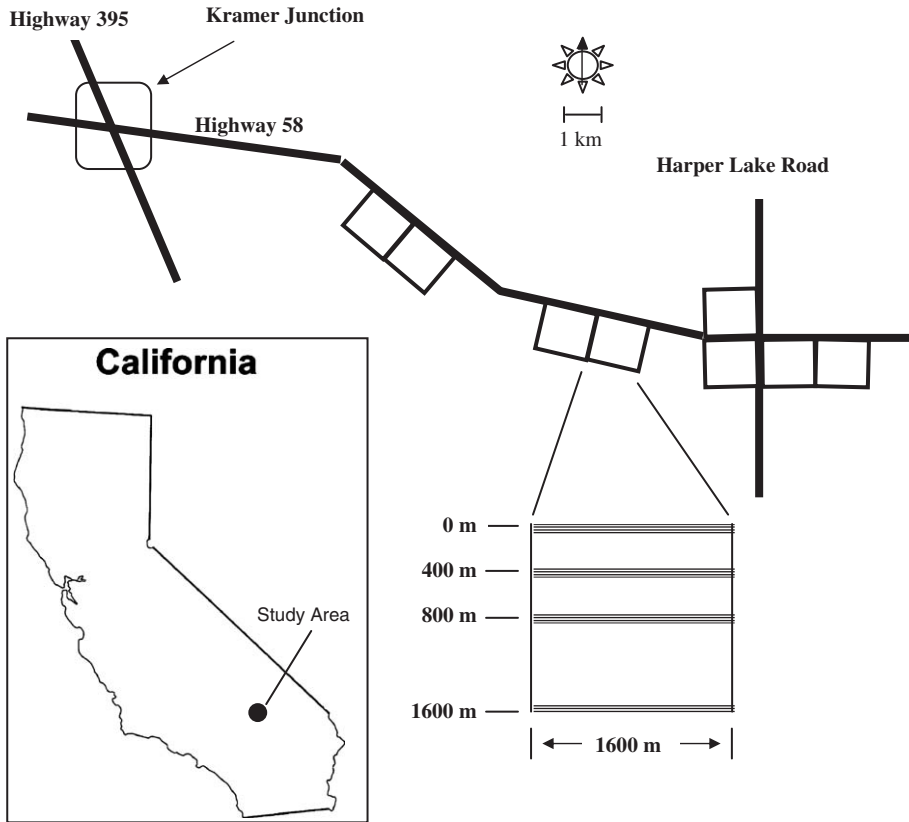 Highway 395
Kramer Junction
Highway 58
1 km
Harper Lake Road
California
Study Area
0 m
400 m
800 m
1600 m
1600 m